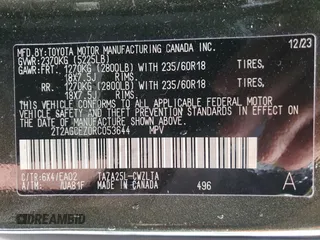 MFD. BY: TOYOTA MOTOR MANUFACTURING CANADA INC. 12/23
GVWR: 2370KG (5225LB)
GAWR: FRT. 1270KG (2800LB) WITH 235/60R18 TIRES,
18X7.5J RIMS.
RR. 1270KG (2800LB) WITH 235/60R18 TIRES,
18X7.5J RIMS.
THIS VEHICLE CONFORMS TO ALL APPLICABLE FEDERAL MOTOR VEHICLE
SAFETY AND THEFT PREVENTION STANDARDS IN EFFECT ON THE
DATE OF MANUFACTURE SHOWN ABOVE.
MPV
C/TR: 6X4/EA02 TAZA25L-CWZLTA
A/TM: MADE IN CANADA 496 A-
DREAMBID